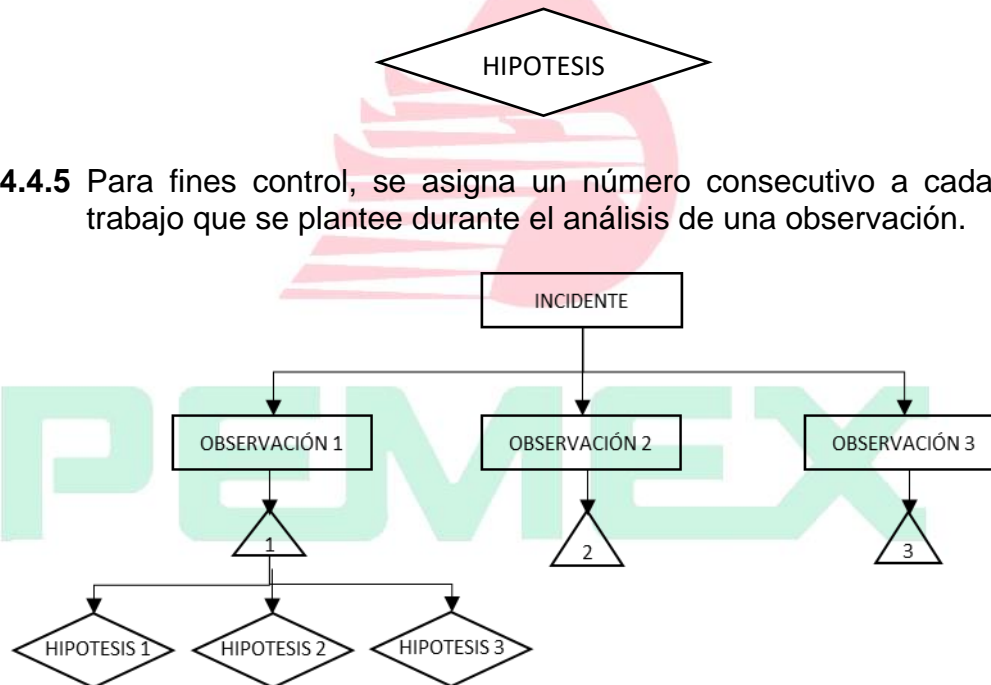 HIPOTESIS
4.4.5 Para fines control, se asigna un número consecutivo a cada
trabajo que se plantee durante el análisis de una observación.
INCIDENTE
PEMEX
OBSERVACIÓN 1
OBSERVACIÓN 2
OBSERVACIÓN 3
1
2
3
HIPOTESIS 1
HIPOTESIS 2
HIPOTESIS 3